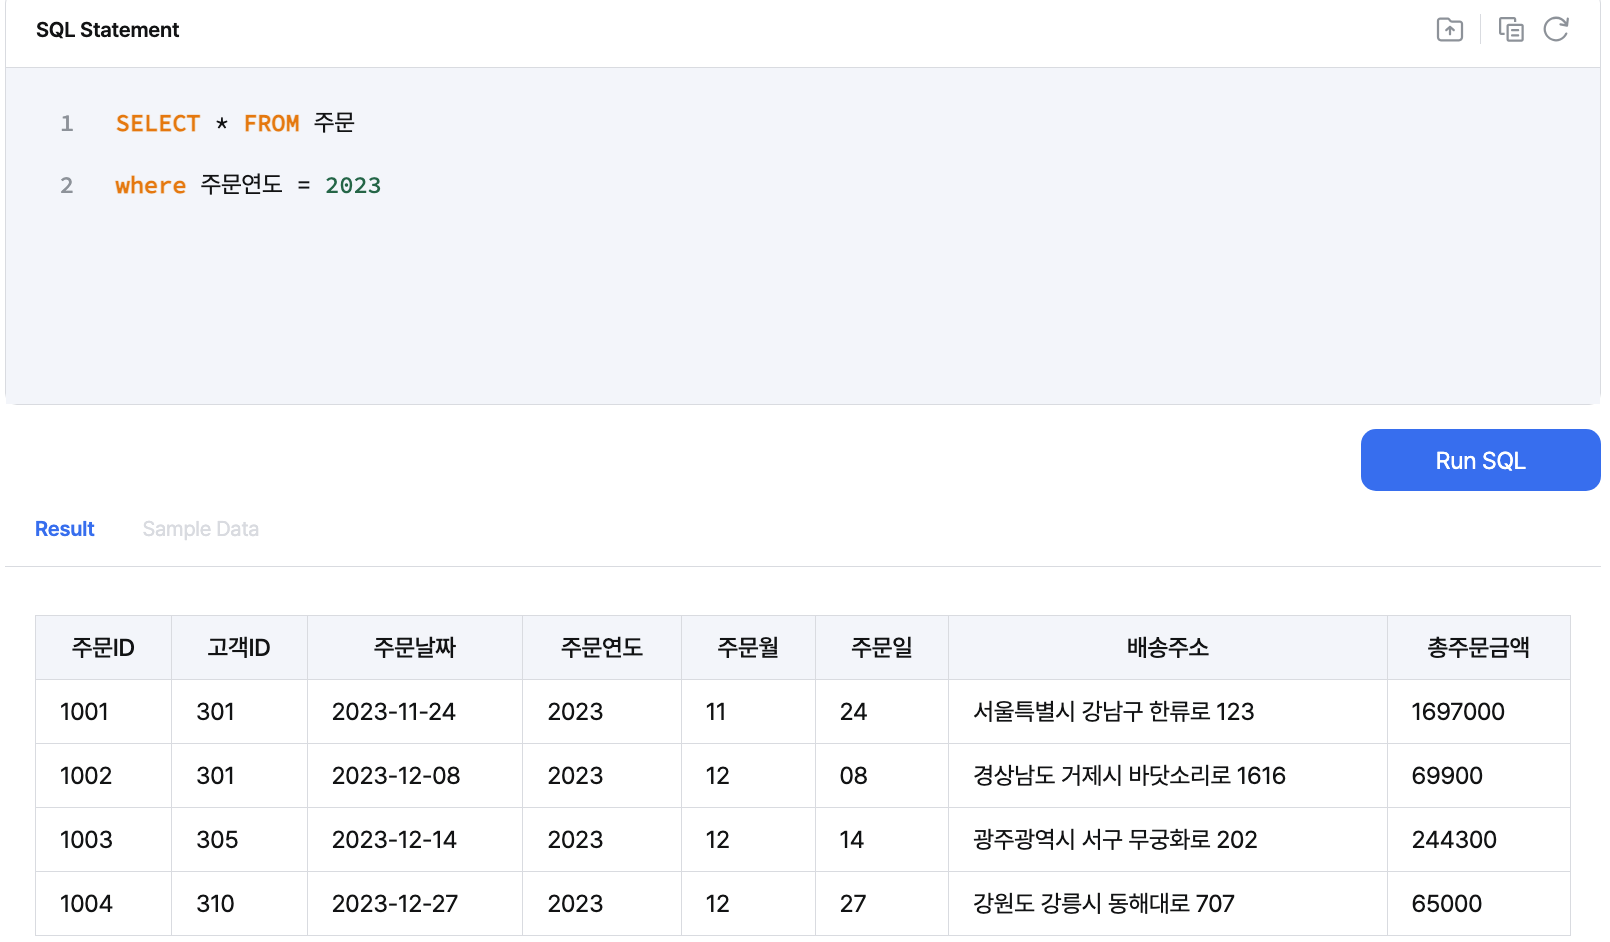 SQL Statement
1 SELECT * FROM 주문
2 where 주문연도 = 2023
Run SQL
Result Sample Data
주문ID 고객ID 주문날짜 주문연도 주문월 주문일 배송주소 총주문금액
1001 301 2023-11-24 2023 11 24 서울특별시 강남구 한류로 123 1697000
1002 301 2023-12-08 2023 12 08 경상남도 거제시 바닷소리로 1616 69900
1003 305 2023-12-14 2023 12 14 광주광역시 서구 무궁화로 202 244300
1004 310 2023-12-27 2023 12 27 강원도 강릉시 동해대로 707 65000